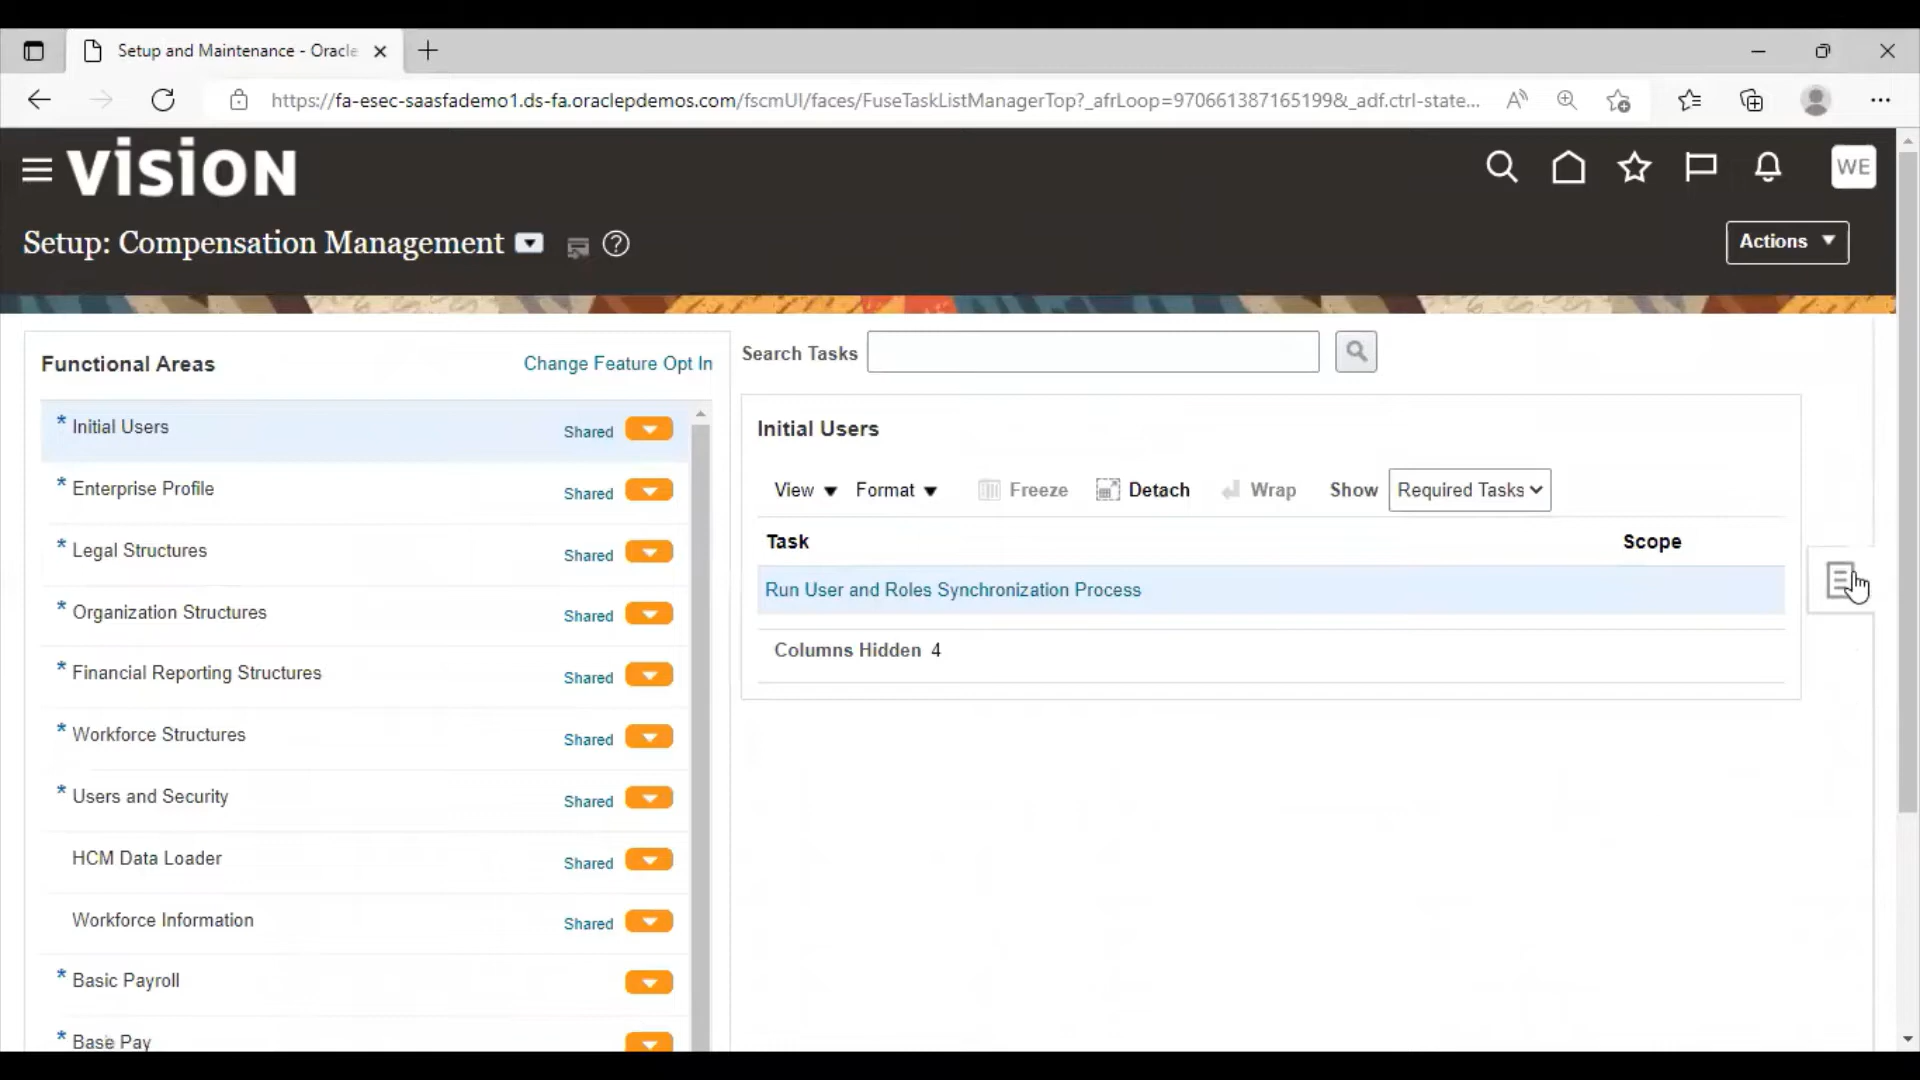 Setup and Maintenance - Oracle
https://fa-esec-saasfademo1.ds-fa.oraclepdemos.com/fscmUI/faces/FuseTaskListManagerTop?_afrLoop=970661387165199&_adf.ctrl-state...
VISION
WE
Setup: Compensation Management
Actions
Functional Areas
Change Feature Opt In
Search Tasks
* Initial Users Shared
* Enterprise Profile Shared
* Legal Structures Shared
* Organization Structures Shared
* Financial Reporting Structures Shared
* Workforce Structures Shared
* Users and Security Shared
HCM Data Loader Shared
Workforce Information Shared
* Basic Payroll
* Base Pay
Initial Users
View Format Freeze Detach Wrap Show Required Tasks
Task Scope
Run User and Roles Synchronization Process
Columns Hidden 4